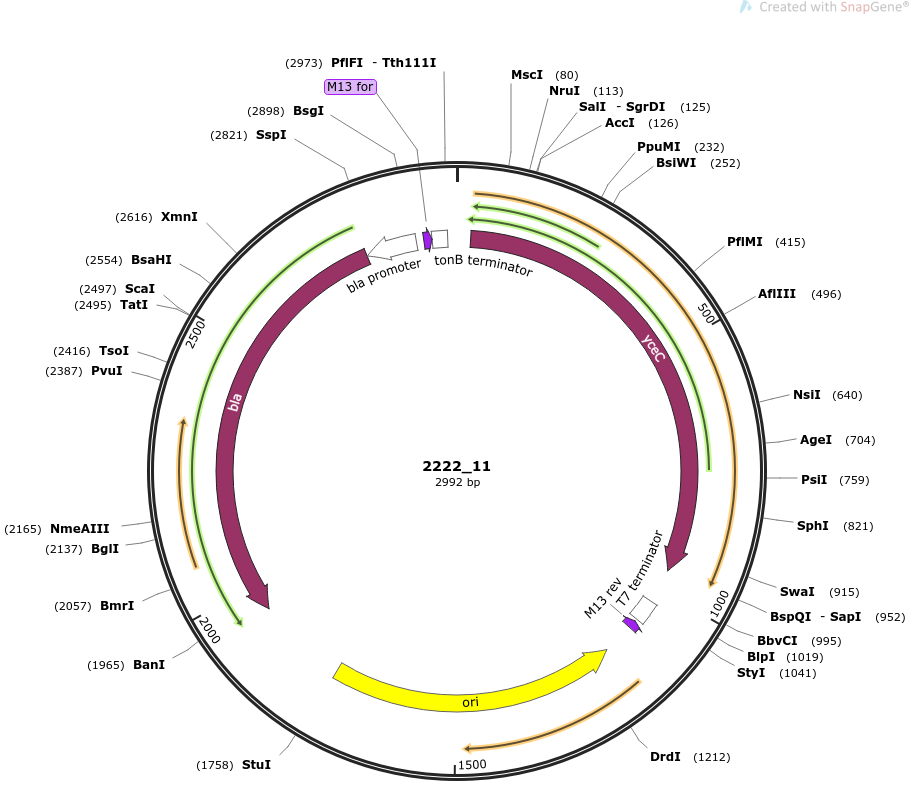 Created with SnapGene®
(2973) PflFI - Tth111I
M13 for
(2898) BsgI
(2821) SspI
(2616) XmnI
(2554) BsaHI
(2497) ScaI
(2495) TatI
(2416) TsoI
(2387) PvuI
(2165) NmeAIII
(2137) BglI
(2057) BmrI
(1965) BanI
(1758) StuI
MscI (80)
NruI (113)
SalI - SgrDI (125)
AccI (126)
PpuMI (232)
BsiWI (252)
PflMI (415)
AflIII (496)
NsiI (640)
AgeI (704)
PsiI (759)
SphI (821)
SwaI (915)
BspQI - SapI (952)
BbvCI (995)
BlpI (1019)
StyI (1041)
DrdI (1212)
500
1000
1500
2000
2500
bla promoter
tonB terminator
yceC
bla
T7 terminator
M13 rev
ori
2222_11
2992 bp